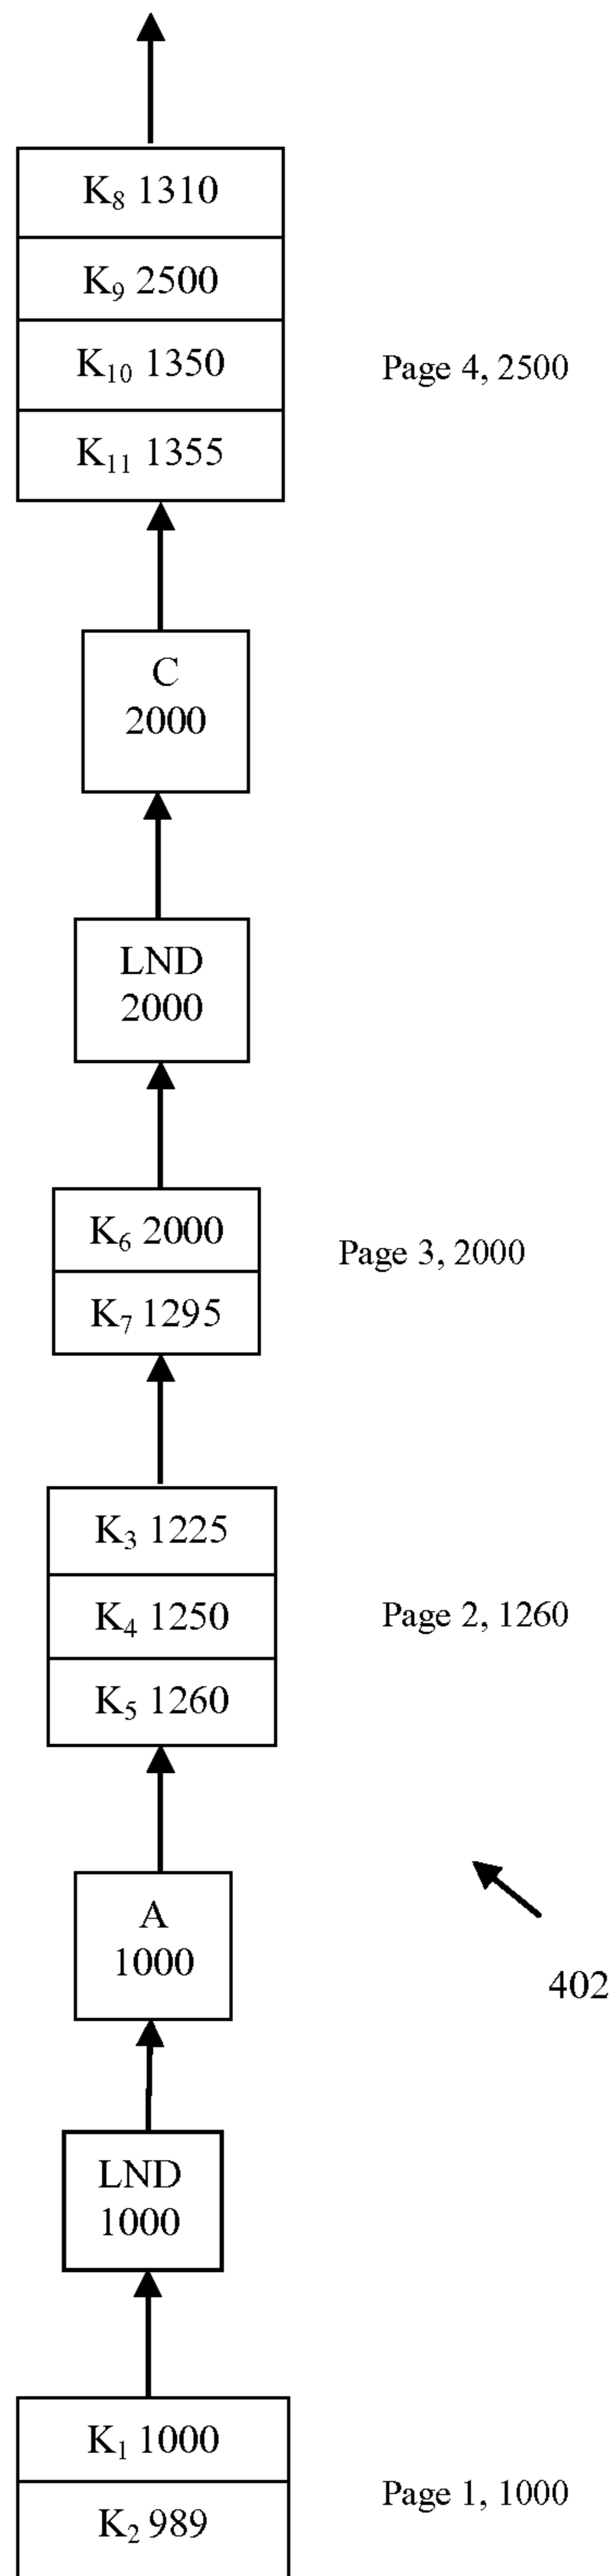 K₈ 1310
K₉ 2500
K₁₀ 1350
Page 4, 2500
K₁₁ 1355
C
2000
LND
2000
K₆ 2000
Page 3, 2000
K₇ 1295
K₃ 1225
K₄ 1250
Page 2, 1260
K₅ 1260
A
1000
402
LND
1000
K₁ 1000
Page 1, 1000
K₂ 989